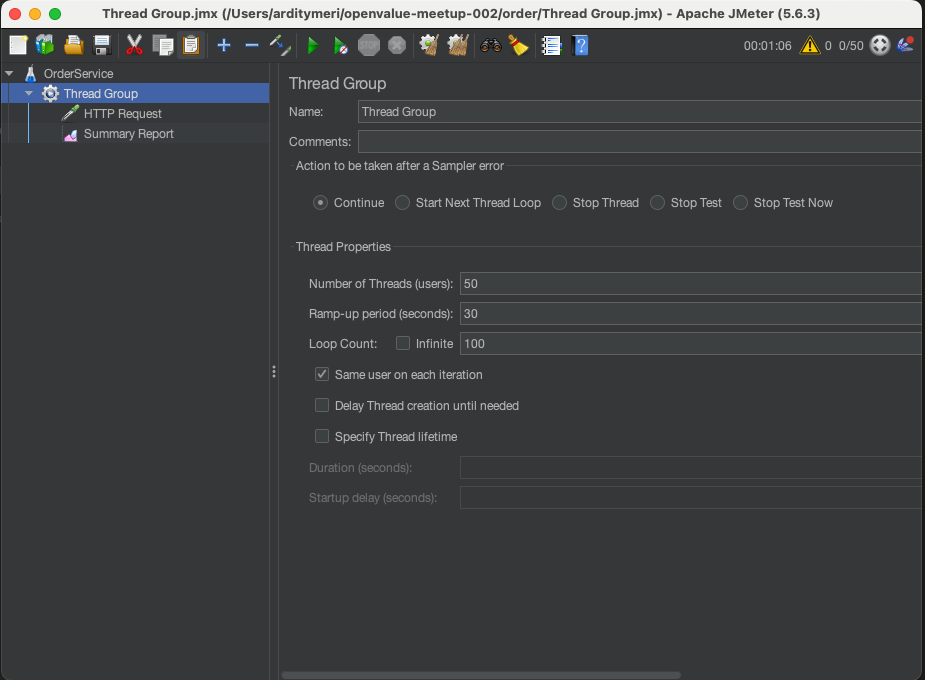 Thread Group.jmx (/Users/arditymeri/openvalue-meetup-002/order/Thread Group.jmx) - Apache JMeter (5.6.3)
STOP 00:01:06 0 0/50
OrderService
Thread Group
HTTP Request
Summary Report
Thread Group
Name: Thread Group
Comments:
Action to be taken after a Sampler error
Continue Start Next Thread Loop Stop Thread Stop Test Stop Test Now
Thread Properties
Number of Threads (users): 50
Ramp-up period (seconds): 30
Loop Count: Infinite 100
Same user on each iteration
Delay Thread creation until needed
Specify Thread lifetime
Duration (seconds):
Startup delay (seconds):